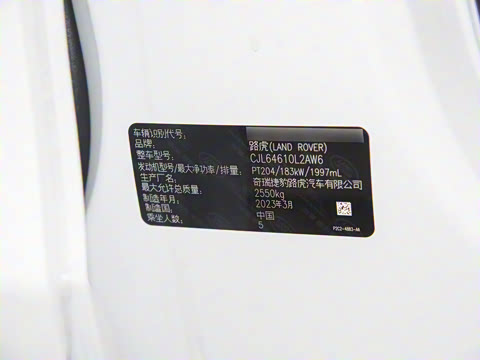 车辆识别代号:
品牌: 路虎(LAND ROVER)
整车型号: CJL64610L2AW6
发动机型号/最大净功率/排量: PT204/183kW/1997mL
生产厂名: 奇瑞捷豹路虎汽车有限公司
最大允许总质量: 2550kg
制造年月: 2023年3月
制造国: 中国
乘坐人数: 5